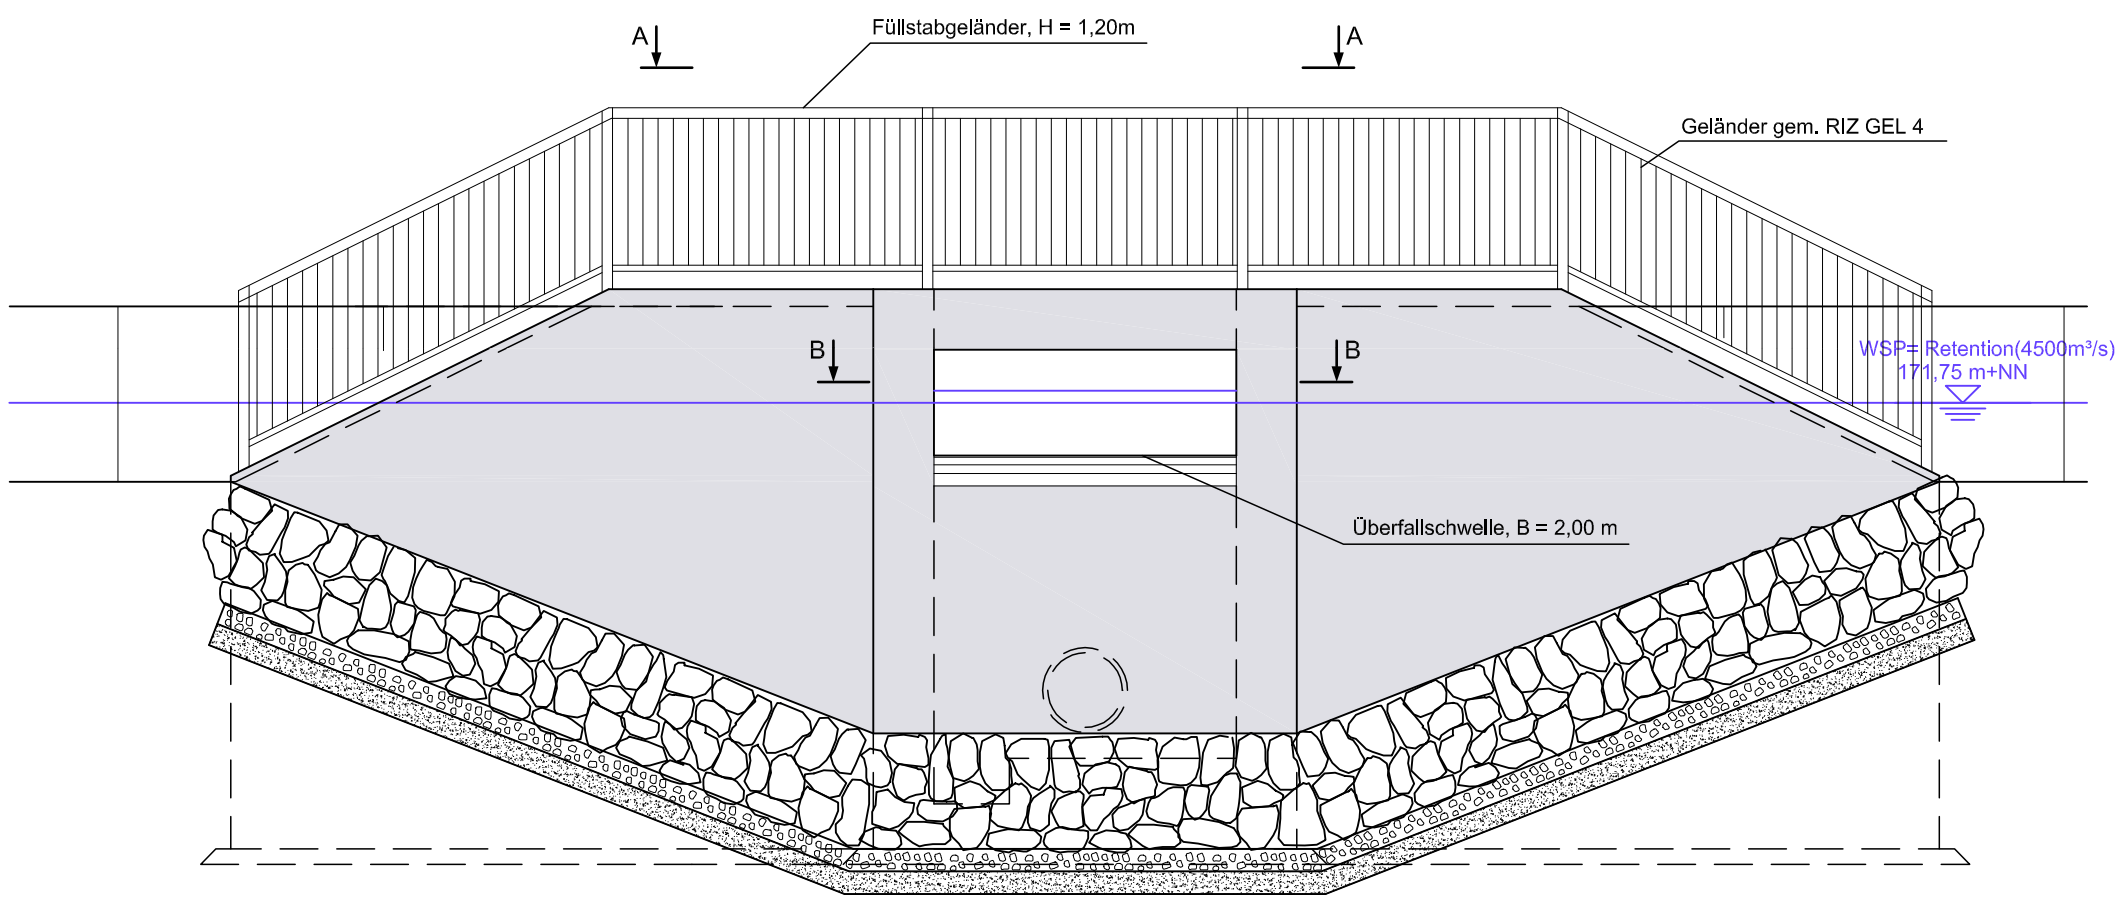 Füllstabgeländer, H = 1,20m
A
A
Geländer gem. RIZ GEL 4
B
B
WSP= Retention(4500m³/s)
171,75 m+NN
Überfallschwelle, B = 2,00 m